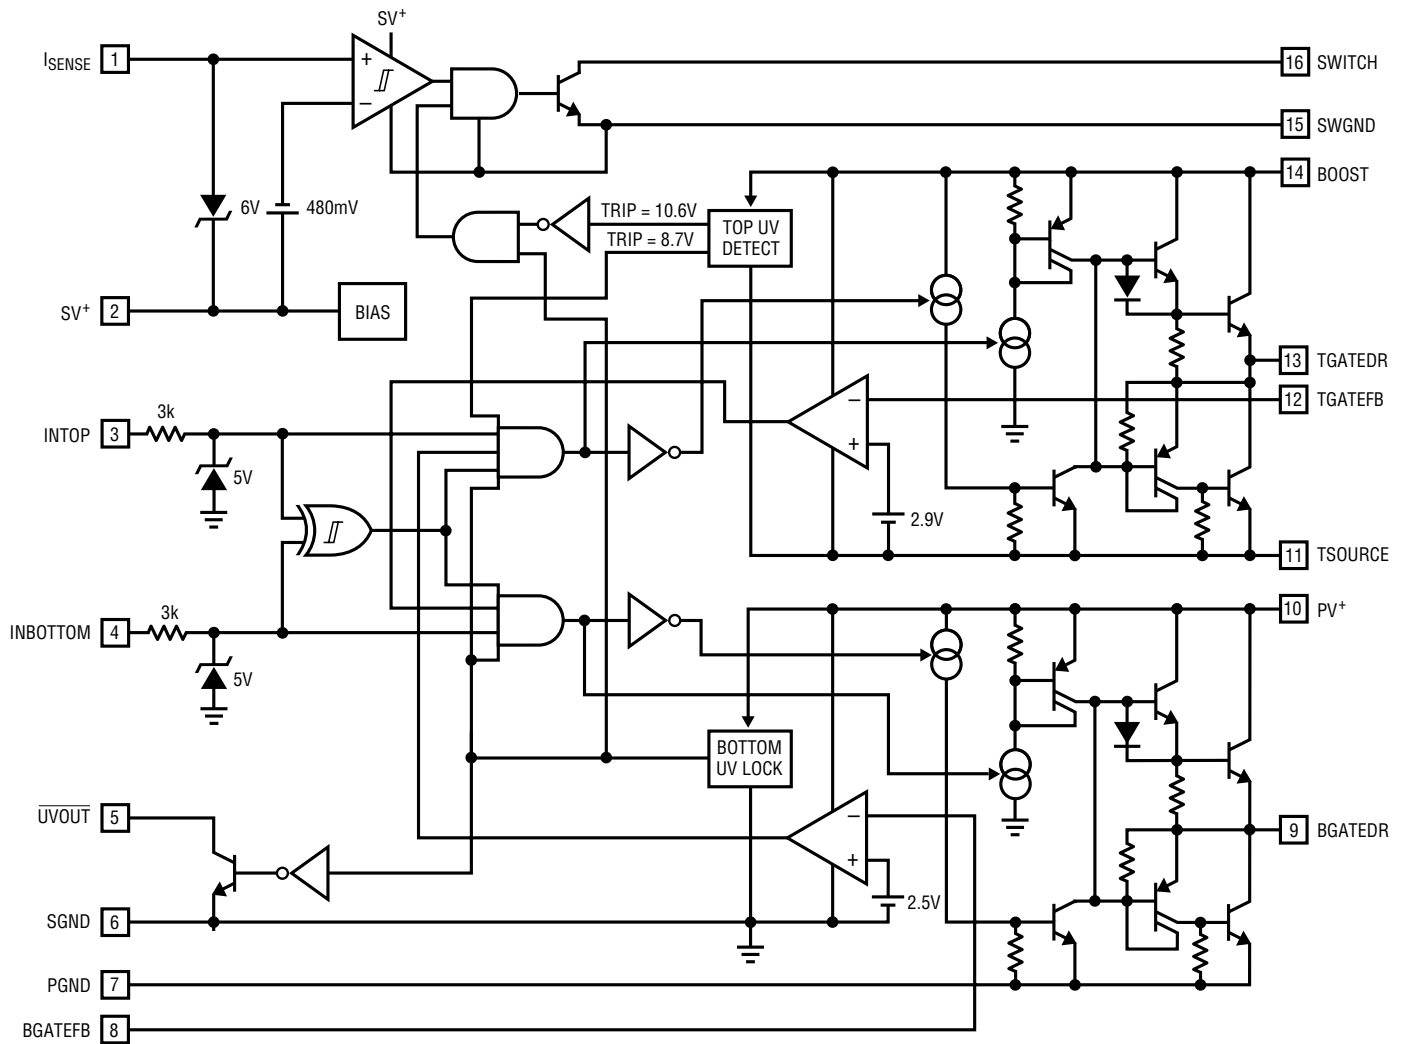 SV+
ISENSE 1
+
−
16 SWITCH
15 SWGND
14 BOOST
6V
480mV
TRIP = 10.6V
TRIP = 8.7V
TOP UV
DETECT
SV+ 2
BIAS
13 TGATEDR
12 TGATEFB
−
+
3k
INTOP 3
5V
2.9V
11 TSOURCE
10 PV+
3k
INBOTTOM 4
5V
BOTTOM
UV LOCK
UVOUT 5
−
+
9 BGATEDR
2.5V
SGND 6
PGND 7
BGATEFB 8